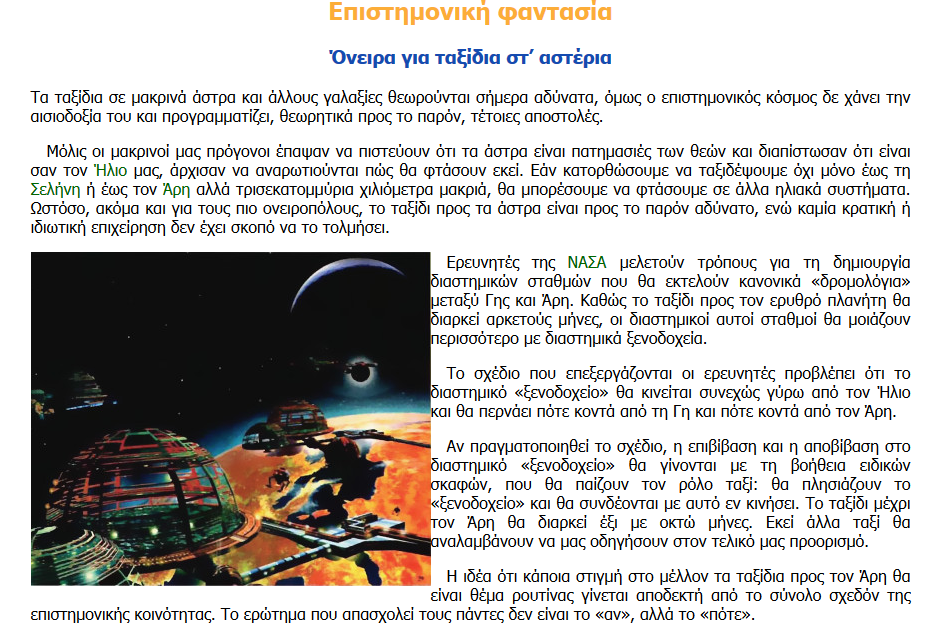 Επιστημονική φαντασία
Όνειρα για ταξίδια στ’ αστέρια
Τα ταξίδια σε μακρινά άστρα και άλλους γαλαξίες θεωρούνται σήμερα αδύνατα, όμως ο επιστημονικός κόσμος δε χάνει την
αισιοδοξία του και προγραμματίζει, θεωρητικά προς το παρόν, τέτοιες αποστολές.
Μόλις οι μακρινοί μας πρόγονοι έπαψαν να πιστεύουν ότι τα άστρα είναι πατημασιές των θεών και διαπίστωσαν ότι είναι
σαν τον Ήλιο μας, άρχισαν να αναρωτιούνται πώς θα φτάσουν εκεί. Εάν κατορθώσουμε να ταξιδέψουμε όχι μόνο έως τη
Σελήνη ή έως τον Άρη αλλά τρισεκατομμύρια χιλιόμετρα μακριά, θα μπορέσουμε να φτάσουμε σε άλλα ηλιακά συστήματα.
Ωστόσο, ακόμα και για τους πιο ονειροπόλους, το ταξίδι προς τα άστρα είναι προς το παρόν αδύνατο, ενώ καμία κρατική ή
ιδιωτική επιχείρηση δεν έχει σκοπό να το τολμήσει.
Ερευνητές της ΝΑΣΑ μελετούν τρόπους για τη δημιουργία
διαστημικών σταθμών που θα εκτελούν κανονικά «δρομολόγια»
μεταξύ Γης και Άρη. Καθώς το ταξίδι προς τον ερυθρό πλανήτη θα
διαρκεί αρκετούς μήνες, οι διαστημικοί αυτοί σταθμοί θα μοιάζουν
περισσότερο με διαστημικά ξενοδοχεία.
Το σχέδιο που επεξεργάζονται οι ερευνητές προβλέπει ότι το
διαστημικό «ξενοδοχείο» θα κινείται συνεχώς γύρω από τον Ήλιο
και θα περνάει πότε κοντά από τη Γη και πότε κοντά από τον Άρη.
Αν πραγματοποιηθεί το σχέδιο, η επιβίβαση και η αποβίβαση στο
διαστημικό «ξενοδοχείο» θα γίνονται με τη βοήθεια ειδικών
σκαφών, που θα παίζουν τον ρόλο ταξί: θα πλησιάζουν το
«ξενοδοχείο» και θα συνδέονται με αυτό εν κινήσει. Το ταξίδι μέχρι
τον Άρη θα διαρκεί έξι με οκτώ μήνες. Εκεί άλλα ταξί θα
αναλαμβάνουν να μας οδηγήσουν στον τελικό μας προορισμό.
Η ιδέα ότι κάποια στιγμή στο μέλλον τα ταξίδια προς τον Άρη θα
είναι θέμα ρουτίνας γίνεται αποδεκτή από το σύνολο σχεδόν της
επιστημονικής κοινότητας. Το ερώτημα που απασχολεί τους πάντες δεν είναι το «αν», αλλά το «πότε».